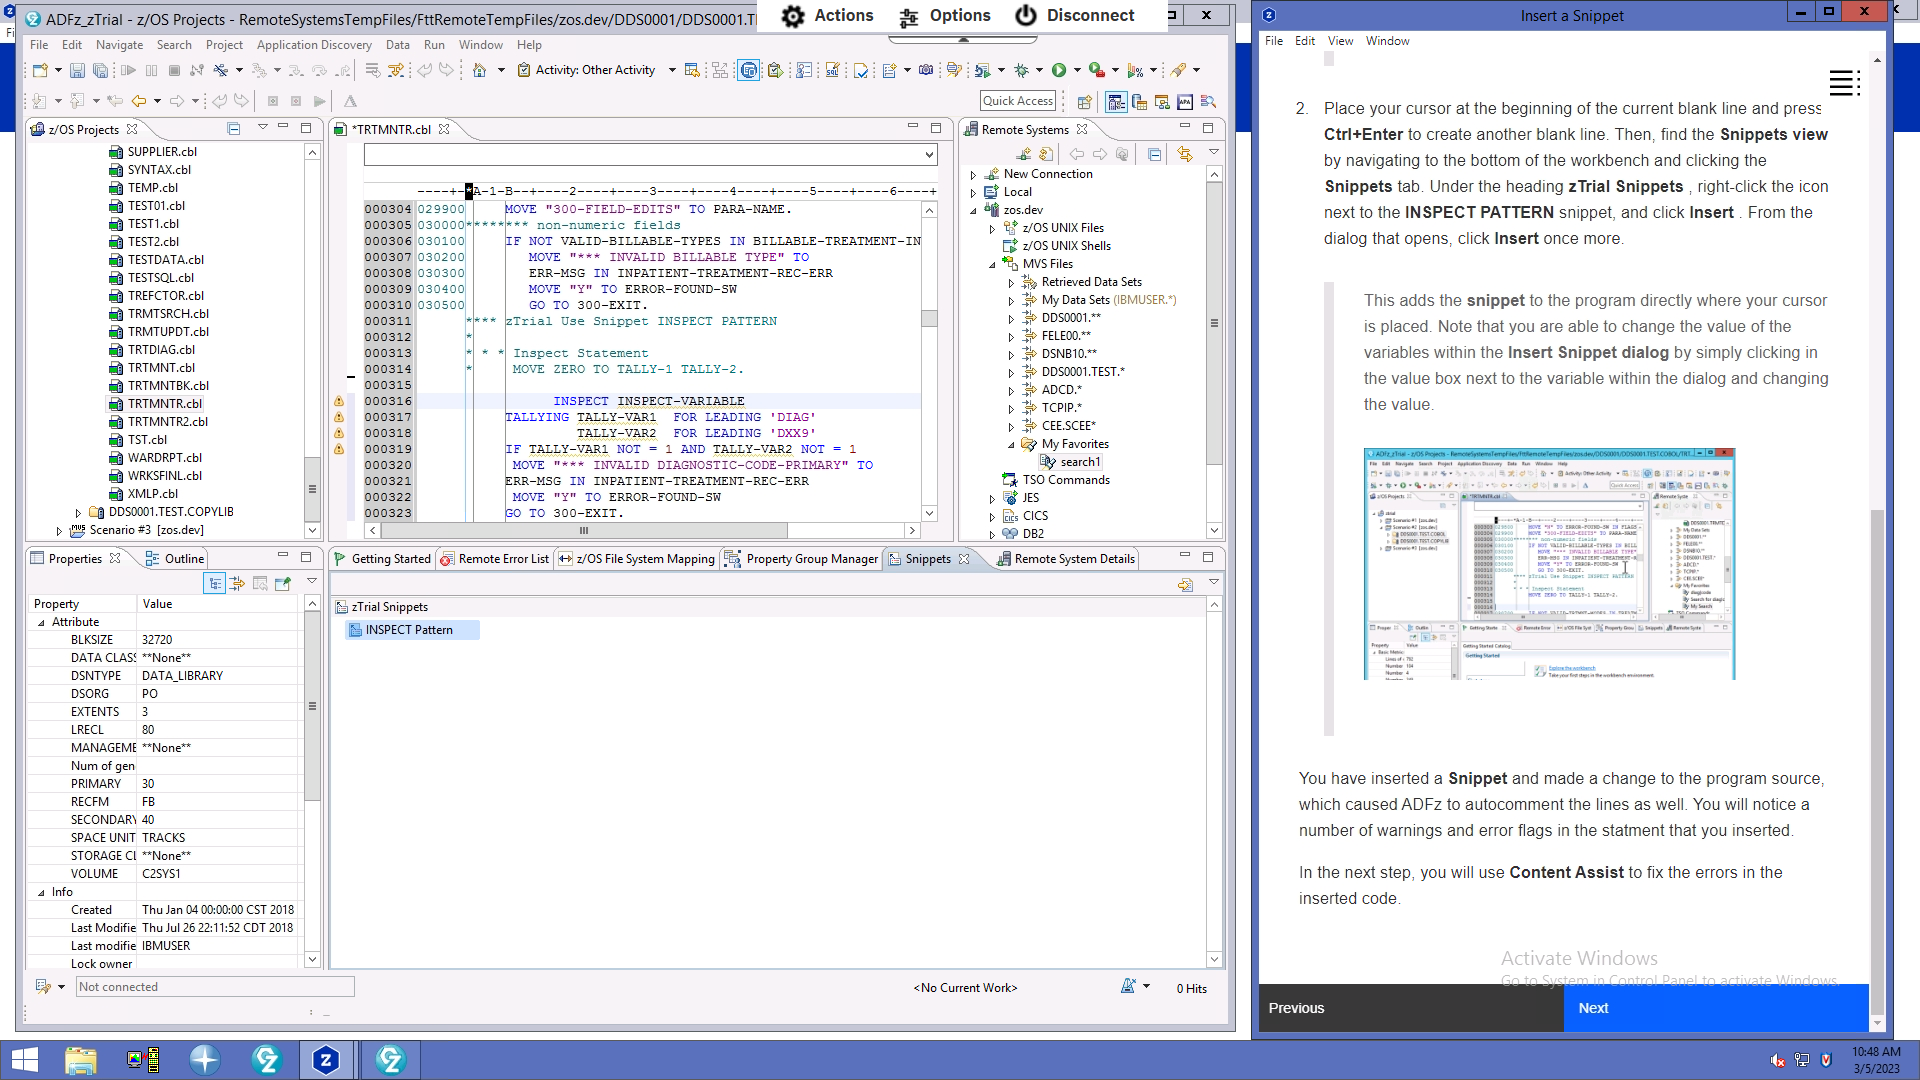 ADFz_zTrial - z/OS Projects - RemoteSystemsTempFiles/FttRemoteTempFiles/zos.dev/DDS0001/DDS0001.T
Actions Options Disconnect
File Edit Navigate Search Project Application Discovery Data Run Window Help
Activity: Other Activity
Quick Access
z/OS Projects
SUPPLIER.cbl
SYNTAX.cbl
TEMP.cbl
TEST01.cbl
TEST1.cbl
TEST2.cbl
TESTDATA.cbl
TESTSQL.cbl
TREFCTOR.cbl
TRMTSRCH.cbl
TRMTUPDT.cbl
TRTDIAG.cbl
TRTMNT.cbl
TRTMNTBK.cbl
TRTMNTR.cbl
TRTMNTR2.cbl
TST.cbl
WARDRPT.cbl
WRKSFINL.cbl
XMLP.cbl
DDS0001.TEST.COPYLIB
Scenario #3 [zos.dev]
*TRTMNTR.cbl
----+-*A-1-B--+----2----+----3----+----4----+----5----+----6----+
000304 029900 MOVE "300-FIELD-EDITS" TO PARA-NAME.
000305 030000******** non-numeric fields
000306 030100 IF NOT VALID-BILLABLE-TYPES IN BILLABLE-TREATMENT-IN
000307 030200 MOVE "*** INVALID BILLABLE TYPE" TO
000308 030300 ERR-MSG IN INPATIENT-TREATMENT-REC-ERR
000309 030400 MOVE "Y" TO ERROR-FOUND-SW
000310 030500 GO TO 300-EXIT.
000311 **** zTrial Use Snippet INSPECT PATTERN
000312 *
000313 * * * Inspect Statement
000314 * MOVE ZERO TO TALLY-1 TALLY-2.
000315
000316 INSPECT INSPECT-VARIABLE
000317 TALLYING TALLY-VAR1 FOR LEADING 'DIAG'
000318 TALLY-VAR2 FOR LEADING 'DXX9'
000319 IF TALLY-VAR1 NOT = 1 AND TALLY-VAR2 NOT = 1
000320 MOVE "*** INVALID DIAGNOSTIC-CODE-PRIMARY" TO
000321 ERR-MSG IN INPATIENT-TREATMENT-REC-ERR
000322 MOVE "Y" TO ERROR-FOUND-SW
000323 GO TO 300-EXIT.
Remote Systems
New Connection
Local
zos.dev
z/OS UNIX Files
z/OS UNIX Shells
MVS Files
Retrieved Data Sets
My Data Sets (IBMUSER.*)
DDS0001.**
FELE00.**
DSNB10.**
DDS0001.TEST.*
ADCD.*
TCPIP.*
CEE.SCEE*
My Favorites
search1
TSO Commands
JES
CICS
DB2
Properties Outline
Property Value
Attribute
BLKSIZE 32720
DATA CLASS **None**
DSNTYPE DATA_LIBRARY
DSORG PO
EXTENTS 3
LRECL 80
MANAGEME **None**
Num of gen
PRIMARY 30
RECFM FB
SECONDARY 40
SPACE UNIT TRACKS
STORAGE CL **None**
VOLUME C2SYS1
Info
Created Thu Jan 04 00:00:00 CST 2018
Last Modifie Thu Jul 26 22:11:52 CDT 2018
Last modifie IBMUSER
Lock owner
Getting Started Remote Error List z/OS File System Mapping Property Group Manager Snippets Remote System Details
zTrial Snippets
INSPECT Pattern
Not connected
<No Current Work>
0 Hits
Insert a Snippet
File Edit View Window
2. Place your cursor at the beginning of the current blank line and press
Ctrl+Enter to create another blank line. Then, find the Snippets view
by navigating to the bottom of the workbench and clicking the
Snippets tab. Under the heading zTrial Snippets , right-click the icon
next to the INSPECT PATTERN snippet, and click Insert . From the
dialog that opens, click Insert once more.
This adds the snippet to the program directly where your cursor
is placed. Note that you are able to change the value of the
variables within the Insert Snippet dialog by simply clicking in
the value box next to the variable within the dialog and changing
the value.
You have inserted a Snippet and made a change to the program source,
which caused ADFz to autocomment the lines as well. You will notice a
number of warnings and error flags in the statment that you inserted.
In the next step, you will use Content Assist to fix the errors in the
inserted code.
Activate Windows
Go to System in Control Panel to activate Windows.
Previous
Next
10:48 AM
3/5/2023